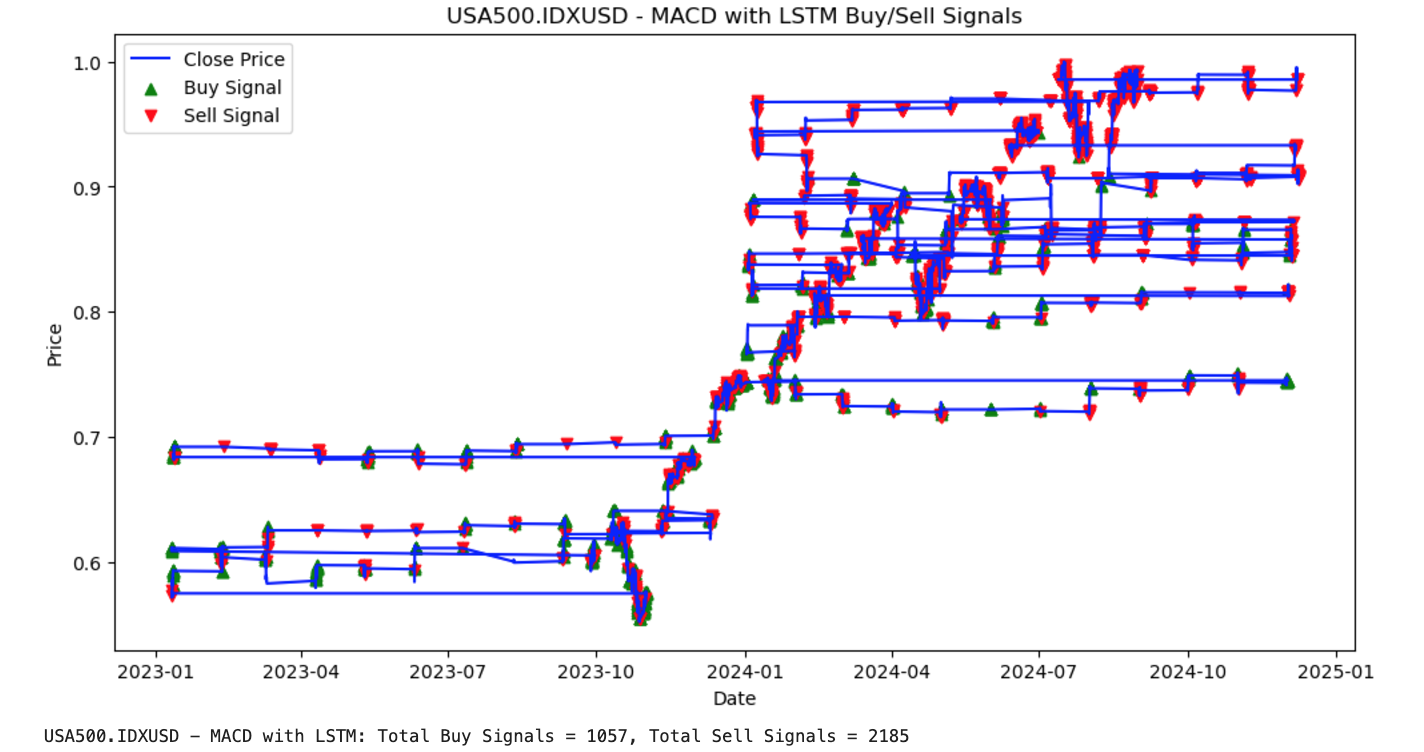 USA500.IDXUSD - MACD with LSTM Buy/Sell Signals
Close Price
Buy Signal
Sell Signal
1.0
0.9
0.8
0.7
0.6
Price
2023-01 2023-04 2023-07 2023-10 2024-01 2024-04 2024-07 2024-10 2025-01
Date
USA500.IDXUSD - MACD with LSTM: Total Buy Signals = 1057, Total Sell Signals = 2185